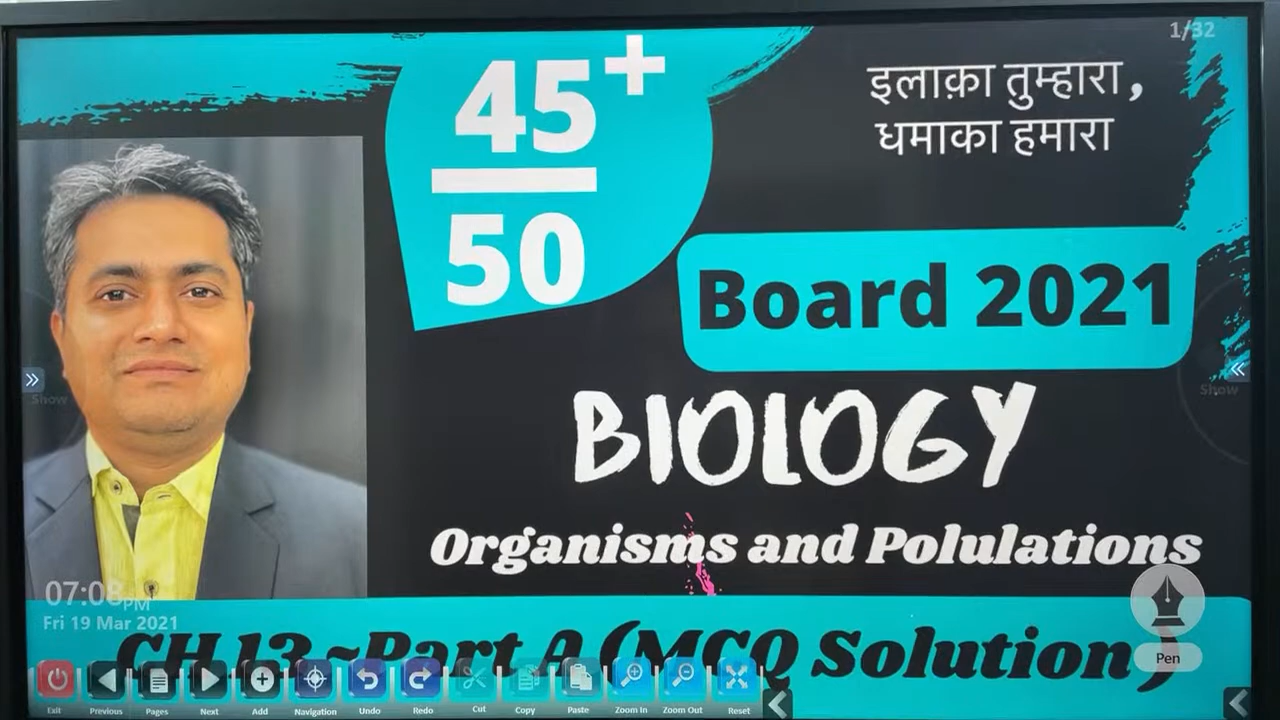 1/32
45+
50
इलाक़ा तुम्हारा,
धमाका हमारा
Board 2021
BIOLOGY
Organisms and Polulations
Show
Show
07:08PM
Fri 19 Mar 2021
CH 13 ~Part A (MCQ Solution)
Pen
Exit Previous Pages Next Add Navigation Undo Redo Cut Copy Paste Zoom In Zoom Out Reset